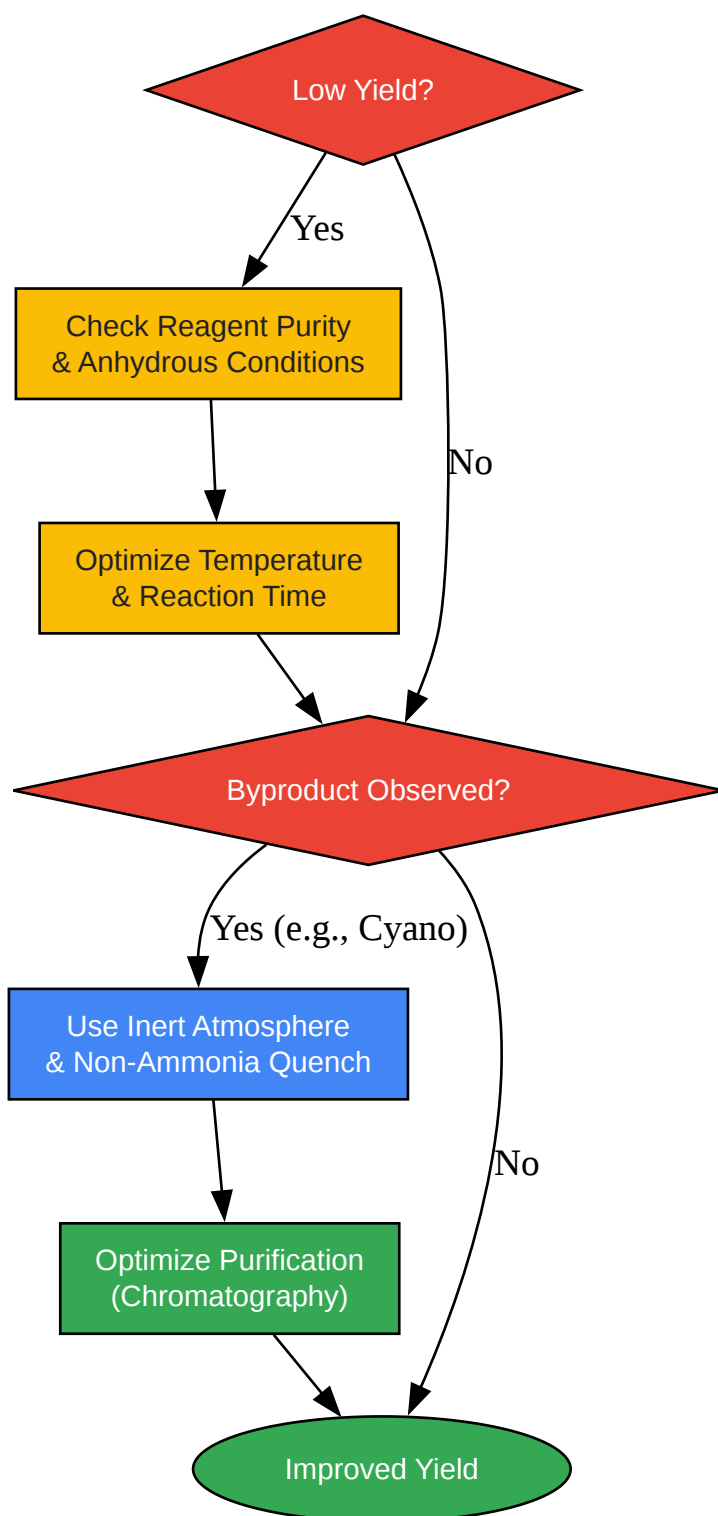 Low Yield?
Yes
Check Reagent Purity
& Anhydrous Conditions
No
Optimize Temperature
& Reaction Time
Byproduct Observed?
Yes (e.g., Cyano)
Use Inert Atmosphere
& Non-Ammonia Quench
No
Optimize Purification
(Chromatography)
Improved Yield